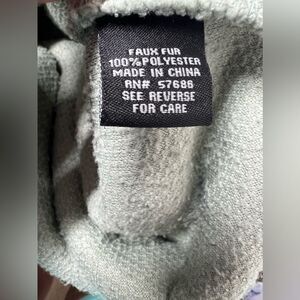 FAUX FUR
100% POLYESTER
MADE IN CHINA
RN# 57686
SEE REVERSE
FOR CARE